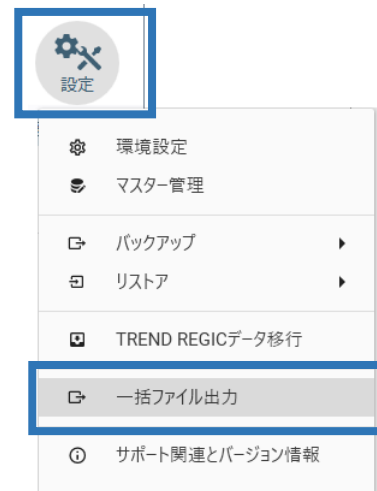 設定
環境設定
マスター管理
バックアップ
リストア
TREND REGICデータ移行
一括ファイル出力
サポート関連とバージョン情報